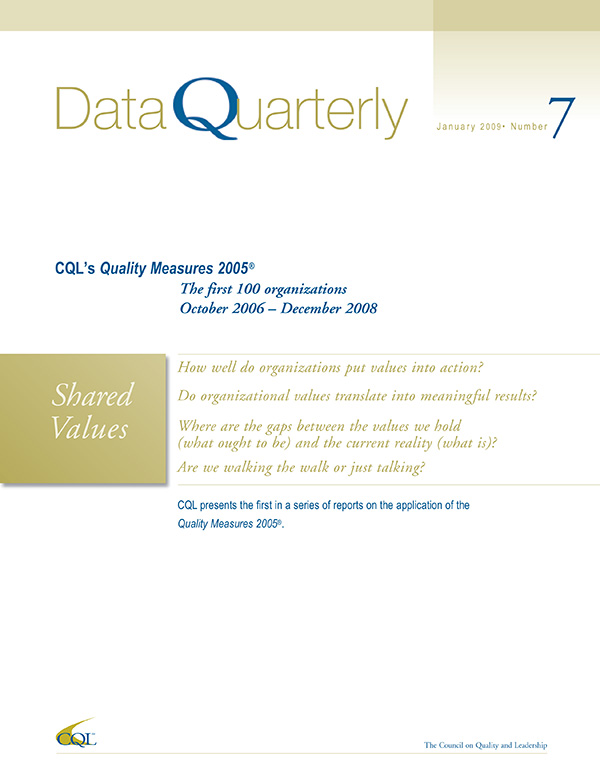 Data Quarterly
January 2009• Number 7
CQL's Quality Measures 2005®
The first 100 organizations
October 2006 – December 2008
Shared
Values
How well do organizations put values into action?
Do organizational values translate into meaningful results?
Where are the gaps between the values we hold
(what ought to be) and the current reality (what is)?
Are we walking the walk or just talking?
CQL presents the first in a series of reports on the application of the
Quality Measures 2005®.
CQL™
The Council on Quality and Leadership